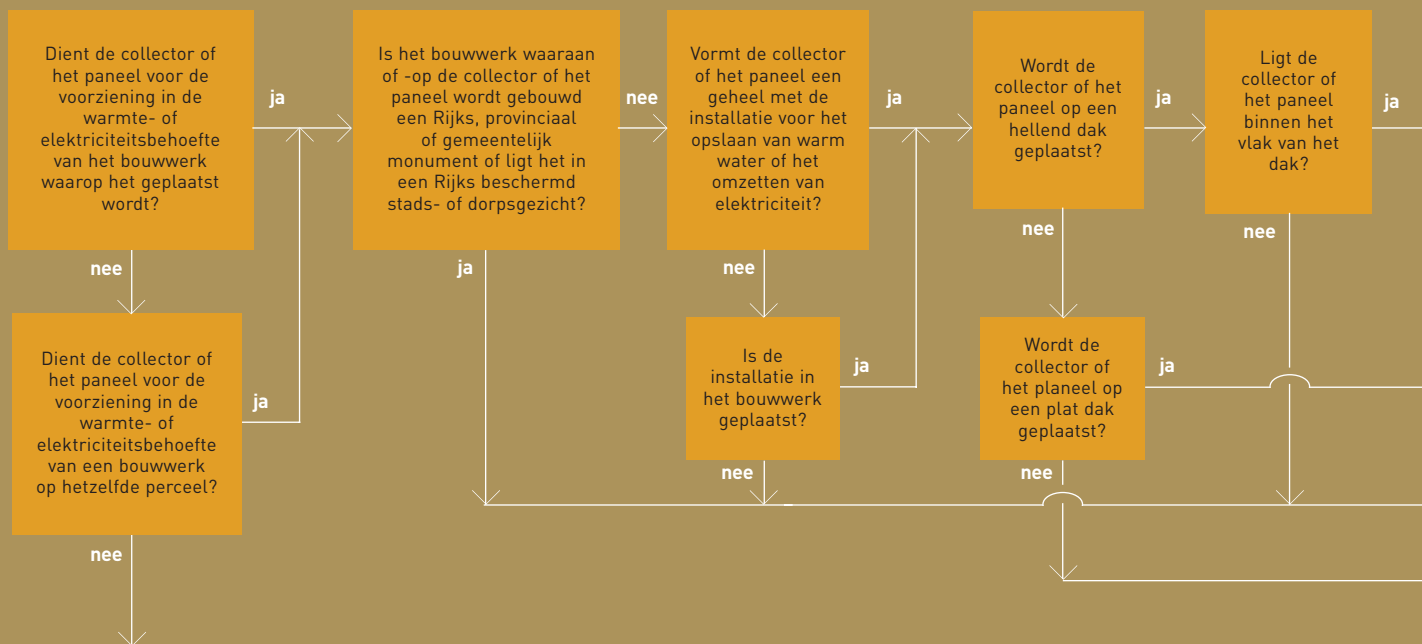 Dient de collector of
het paneel voor de
voorziening in de
warmte- of
elektriciteitsbehoefte
van het bouwwerk
waarop het geplaatst
wordt?
ja
nee
Dient de collector of
het paneel voor de
voorziening in de
warmte- of
elektriciteitsbehoefte
van een bouwwerk
op hetzelfde perceel?
ja
nee
Is het bouwwerk waaraan
of -op de collector of het
paneel wordt gebouwd
een Rijks, provinciaal
of gemeentelijk
monument of ligt het in
een Rijks beschermd
stads- of dorpsgezicht?
nee
ja
Vormt de collector
of het paneel een
geheel met de
installatie voor het
opslaan van warm
water of het
omzetten van
elektriciteit?
ja
nee
Is de
installatie in
het bouwwerk
geplaatst?
ja
nee
Wordt de
collector of het
paneel op een
hellend dak
geplaatst?
ja
nee
Wordt de
collector of
het planeel op
een plat dak
geplaatst?
ja
nee
Ligt de
collector of
het paneel
binnen het
vlak van het
dak?
ja
nee